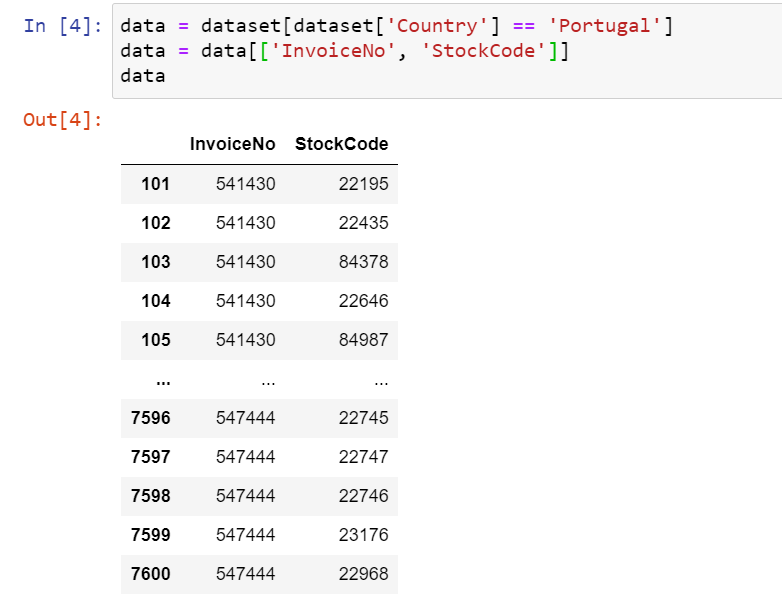 In [4]: data = dataset[dataset['Country'] == 'Portugal']
data = data[['InvoiceNo', 'StockCode']]
data
Out[4]:
InvoiceNo StockCode
101 541430 22195
102 541430 22435
103 541430 84378
104 541430 22646
105 541430 84987
... ... ...
7596 547444 22745
7597 547444 22747
7598 547444 22746
7599 547444 23176
7600 547444 22968